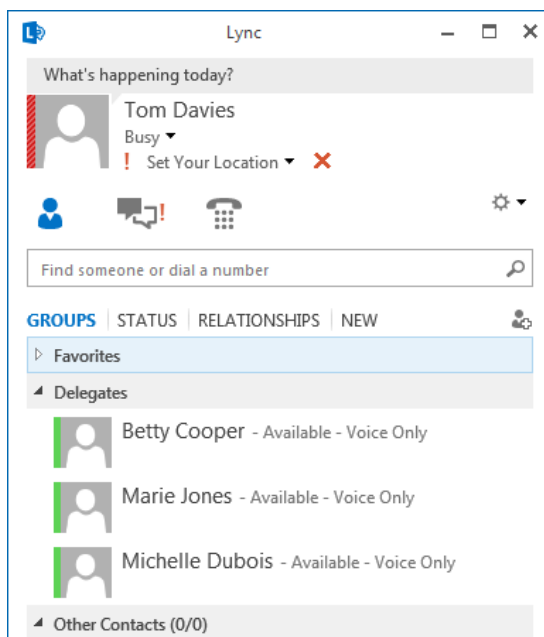 Lync
What's happening today?
Tom Davies
Busy
! Set Your Location
Find someone or dial a number
GROUPS STATUS RELATIONSHIPS NEW
Favorites
Delegates
Betty Cooper - Available - Voice Only
Marie Jones - Available - Voice Only
Michelle Dubois - Available - Voice Only
Other Contacts (0/0)